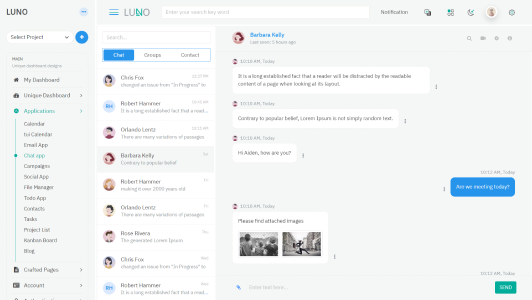 LUNO
Select Project
MAIN
Unique dashboard designs
My Dashboard
Unique Dashboard
Applications
Calendar
tui Calendar
Email App
Chat app
Campaigns
Social App
File Manager
Todo App
Contacts
Tasks
Project List
Kanban Board
Blog
Crafted Pages
Account
LUNO
Enter your search key word
Notification
Search...
Chat
Groups
Contact
Chris Fox
changed an issue from "In Progress" to
RH
Robert Hammer
It is a long established fact that a read...
Orlando Lentz
There are many variations of passages
Barbara Kelly
Contrary to popular belief
RH
Robert Hammer
making it over 2000 years old
Orlando Lentz
There are many variations of passages
Rose Rivera
The generated Lorem Ipsum
Chris Fox
changed an issue from "In Progress" to
RH
Robert Hammer
It is a long established fact that a read...
Barbara Kelly
Last seen: 2 hours ago
10:10 AM, Today
It is a long established fact that a reader will be distracted by the readable
content of a page when looking at its layout.
10:10 AM, Today
Contrary to popular belief, Lorem Ipsum is not simply random text.
10:10 AM, Today
Hi Aiden, how are you?
10:12 AM, Today
Are we meeting today?
10:10 AM, Today
Please find attached images
10:12 AM, Today
Enter text here...
SEND